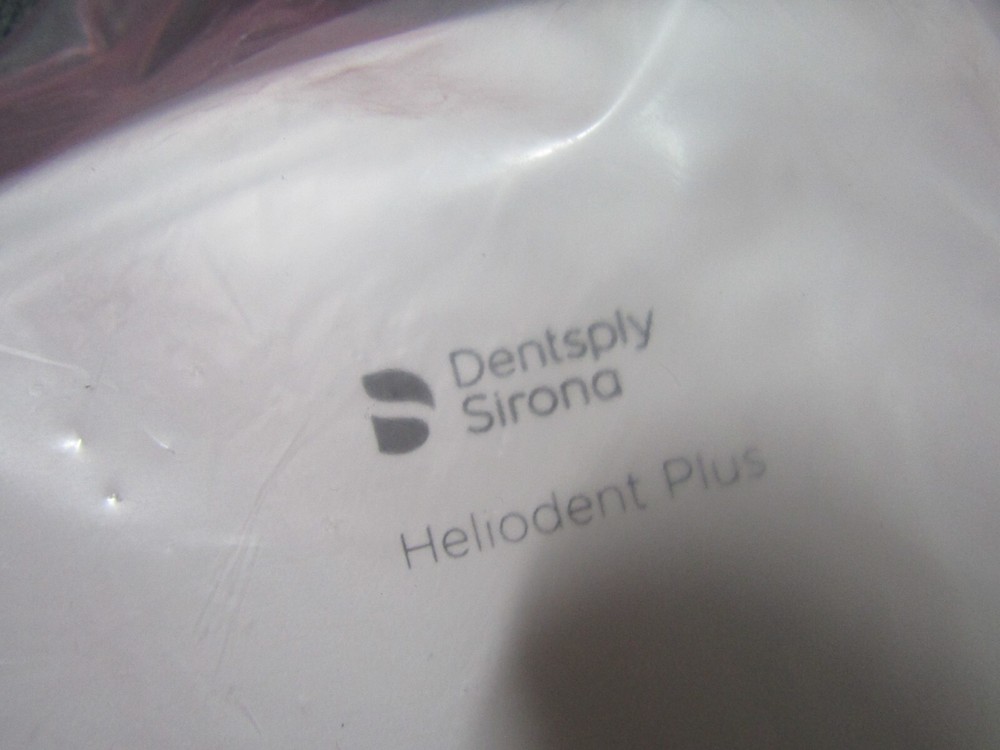 Dentsply
Sirona
Heliodent Plus